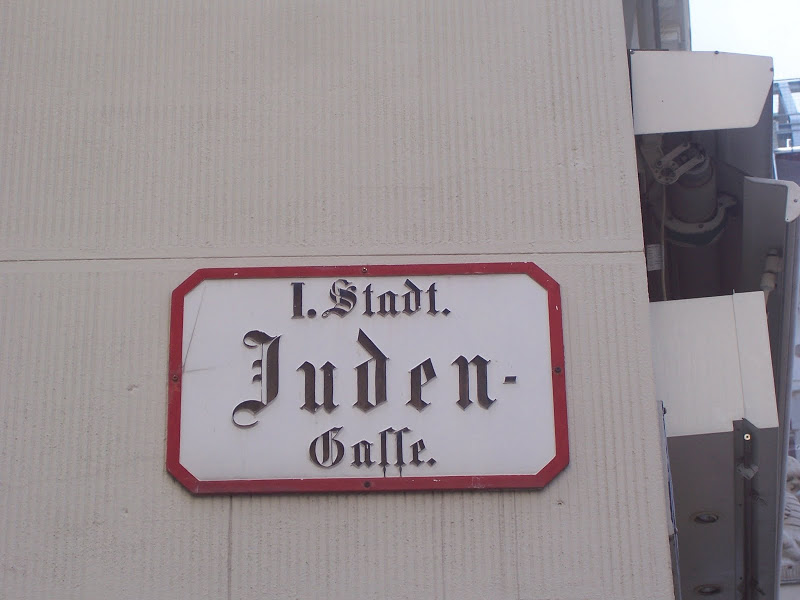 I. Stadt.
Juden-
Gasse.